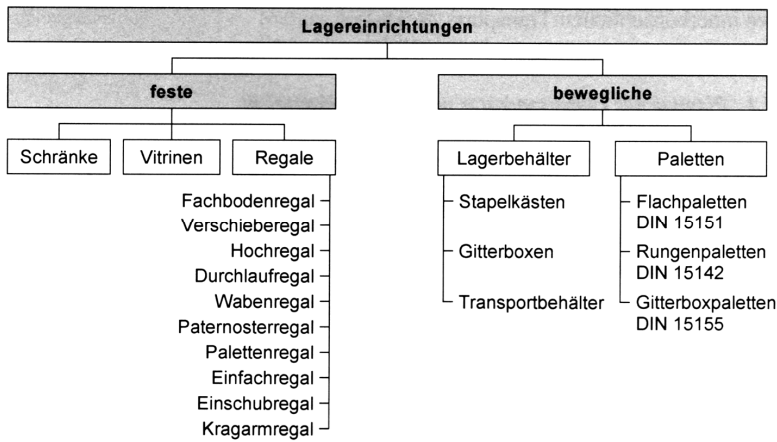 Lagereinrichtungen
feste
bewegliche
Schränke
Vitrinen
Regale
Lagerbehälter
Paletten
Fachbodenregal
Verschieberegal
Hochregal
Durchlaufregal
Wabenregal
Paternosterregal
Palettenregal
Einfachregal
Einschubregal
Kragarmregal
Stapelkästen
Gitterboxen
Transportbehälter
Flachpaletten
DIN 15151
Rungenpaletten
DIN 15142
Gitterboxpaletten
DIN 15155